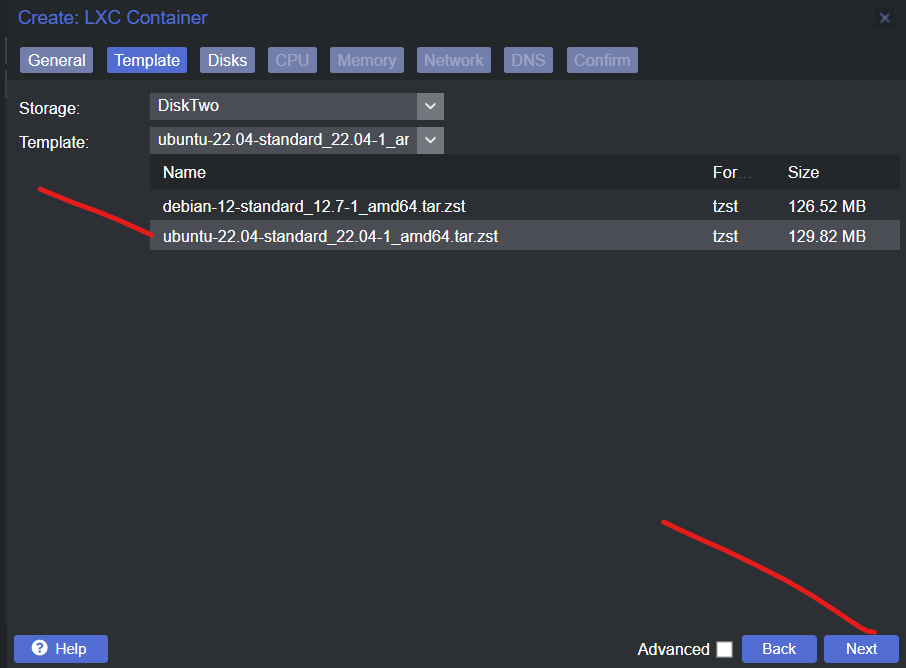 Create: LXC Container
General Template Disks CPU Memory Network DNS Confirm
Storage: DiskTwo
Template: ubuntu-22.04-standard_22.04-1_ar
Name For... Size
debian-12-standard_12.7-1_amd64.tar.zst tzst 126.52 MB
ubuntu-22.04-standard_22.04-1_amd64.tar.zst tzst 129.82 MB
? Help Advanced Back Next